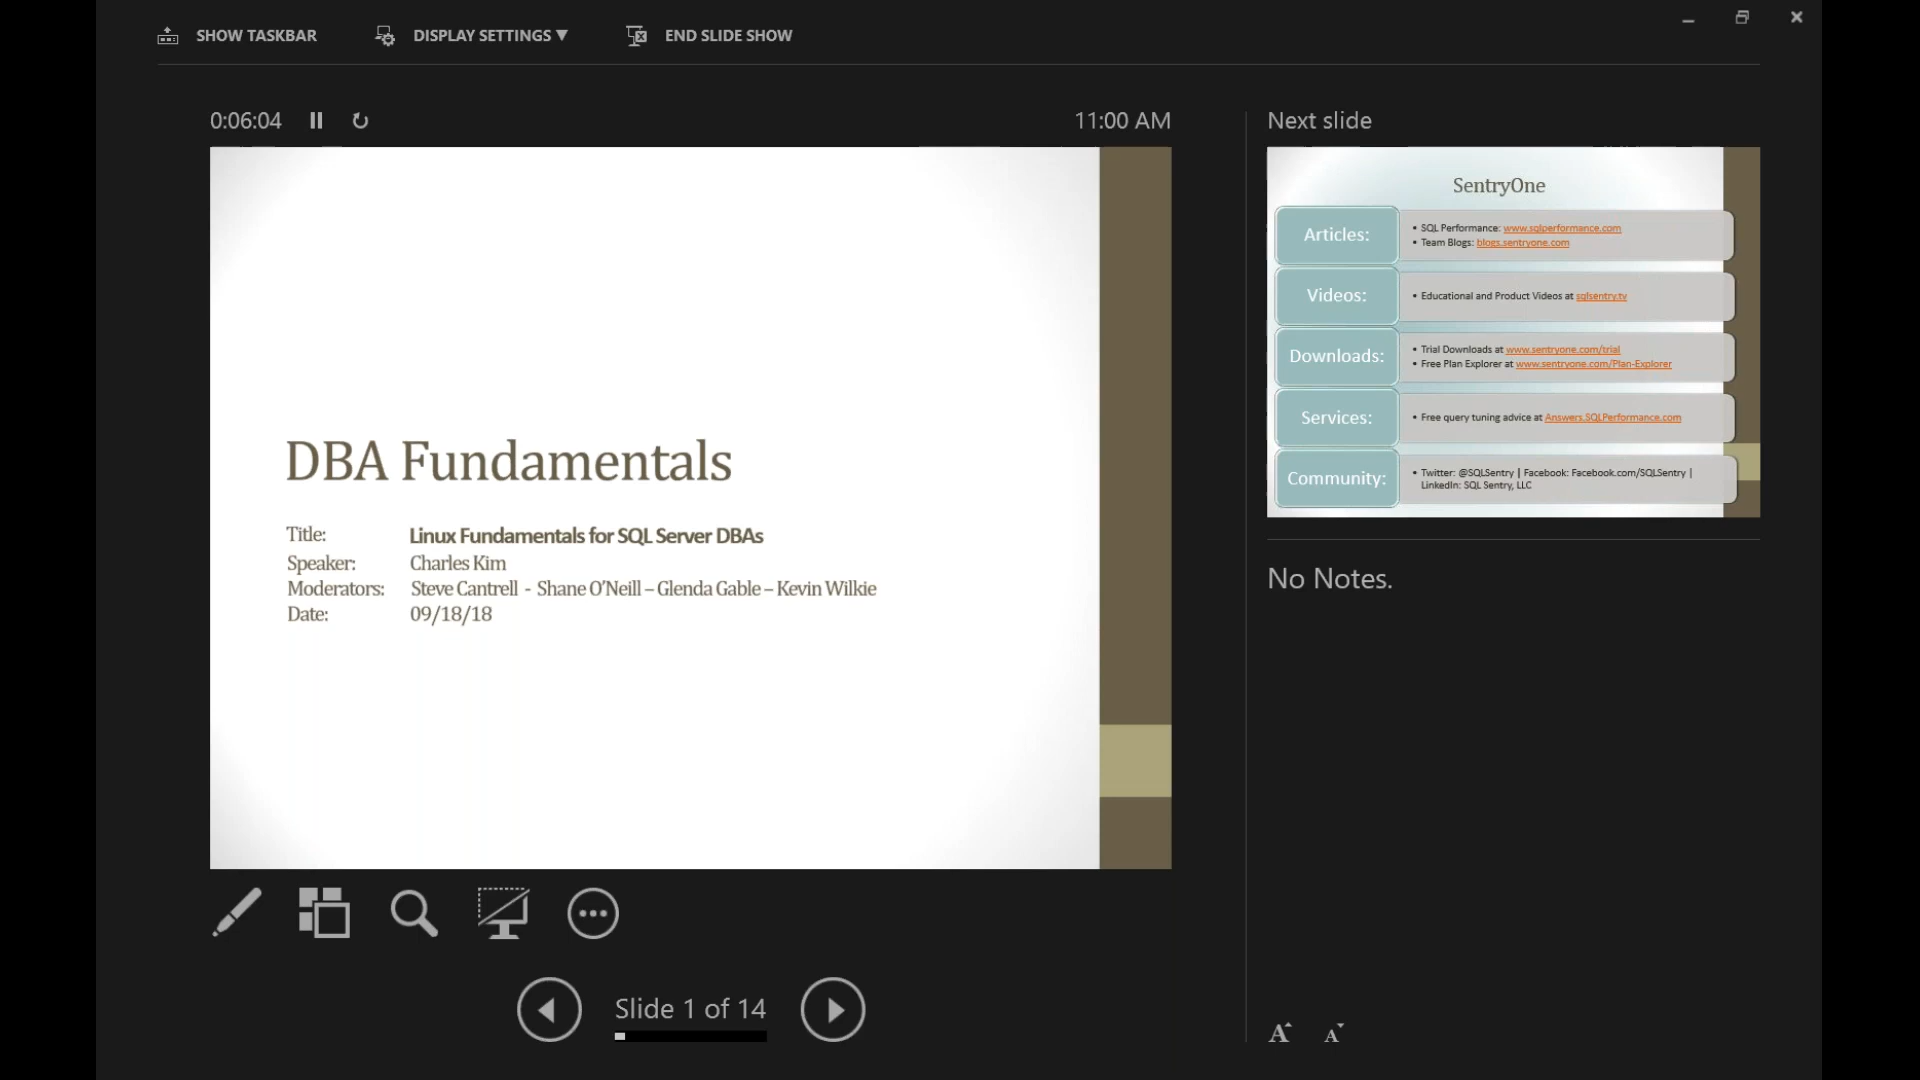 SHOW TASKBAR
DISPLAY SETTINGS ▼
END SLIDE SHOW
0:06:04
11:00 AM
DBA Fundamentals
Title: Linux Fundamentals for SQL Server DBAs
Speaker: Charles Kim
Moderators: Steve Cantrell - Shane O'Neill – Glenda Gable – Kevin Wilkie
Date: 09/18/18
Slide 1 of 14
Next slide
SentryOne
Articles:
• SQL Performance: www.sqlperformance.com
• Team Blogs: blogs.sentryone.com
Videos:
• Educational and Product Videos at sqlsentry.tv
Downloads:
• Trial Downloads at www.sentryone.com/trial
• Free Plan Explorer at www.sentryone.com/Plan-Explorer
Services:
• Free query tuning advice at Answers.SQLPerformance.com
Community:
• Twitter: @SQLSentry | Facebook: Facebook.com/SQLSentry |
LinkedIn: SQL Sentry, LLC
No Notes.
A A